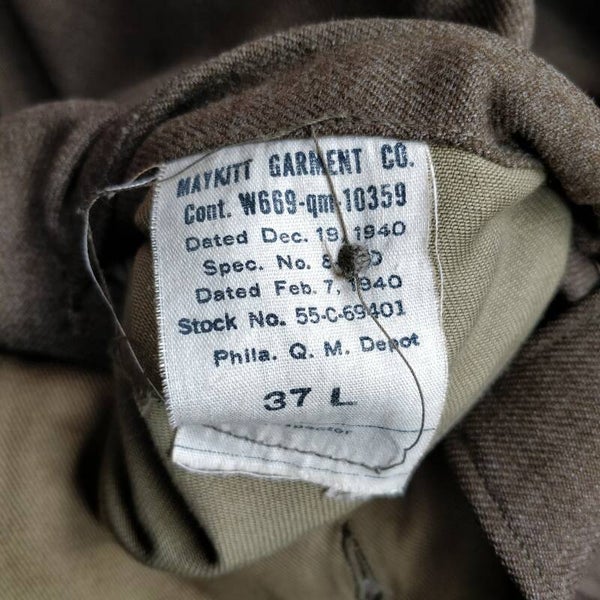 MAYKITT GARMENT CO.
Cont. W669-qm-10359
Dated Dec. 19, 1940
Spec. No.
Dated Feb. 7, 1940
Stock No. 55-C-69401
Phila. Q. M. Depot
37 L